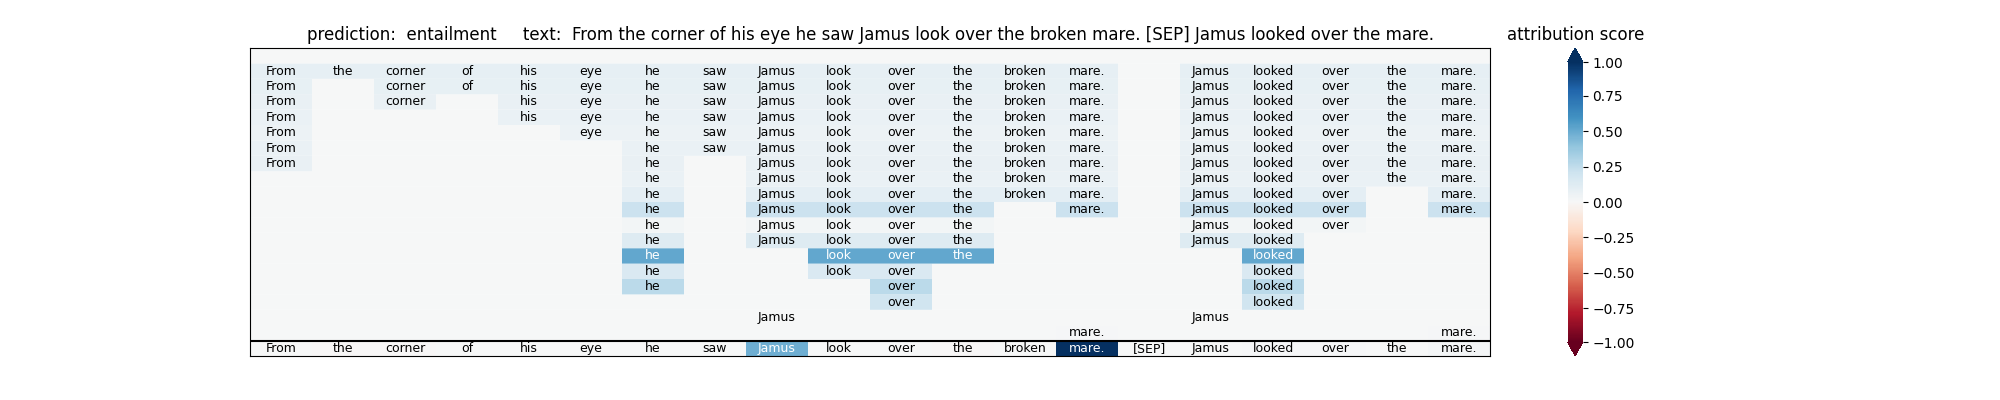 prediction:  entailment     text:  From the corner of his eye he saw Jamus look over the broken mare. [SEP] Jamus looked over the mare.
attribution score
From the corner of his eye he saw Jamus look over the broken mare. Jamus looked over the mare.
From corner of his eye he saw Jamus look over the broken mare. Jamus looked over the mare.
From corner his eye he saw Jamus look over the broken mare. Jamus looked over the mare.
From his eye he saw Jamus look over the broken mare. Jamus looked over the mare.
From eye he saw Jamus look over the broken mare. Jamus looked over the mare.
From he saw Jamus look over the broken mare. Jamus looked over the mare.
From he Jamus look over the broken mare. Jamus looked over the mare.
he Jamus look over the broken mare. Jamus looked over the mare.
he Jamus look over the broken mare. Jamus looked over mare.
he Jamus look over the mare. Jamus looked over mare.
he Jamus look over the Jamus looked over
he Jamus look over the Jamus looked
he look over the looked
he look over looked
he over looked
over looked
Jamus Jamus
mare. mare.
From the corner of his eye he saw Jamus look over the broken mare. [SEP] Jamus looked over the mare.
1.00
0.75
0.50
0.25
0.00
−0.25
−0.50
−0.75
−1.00